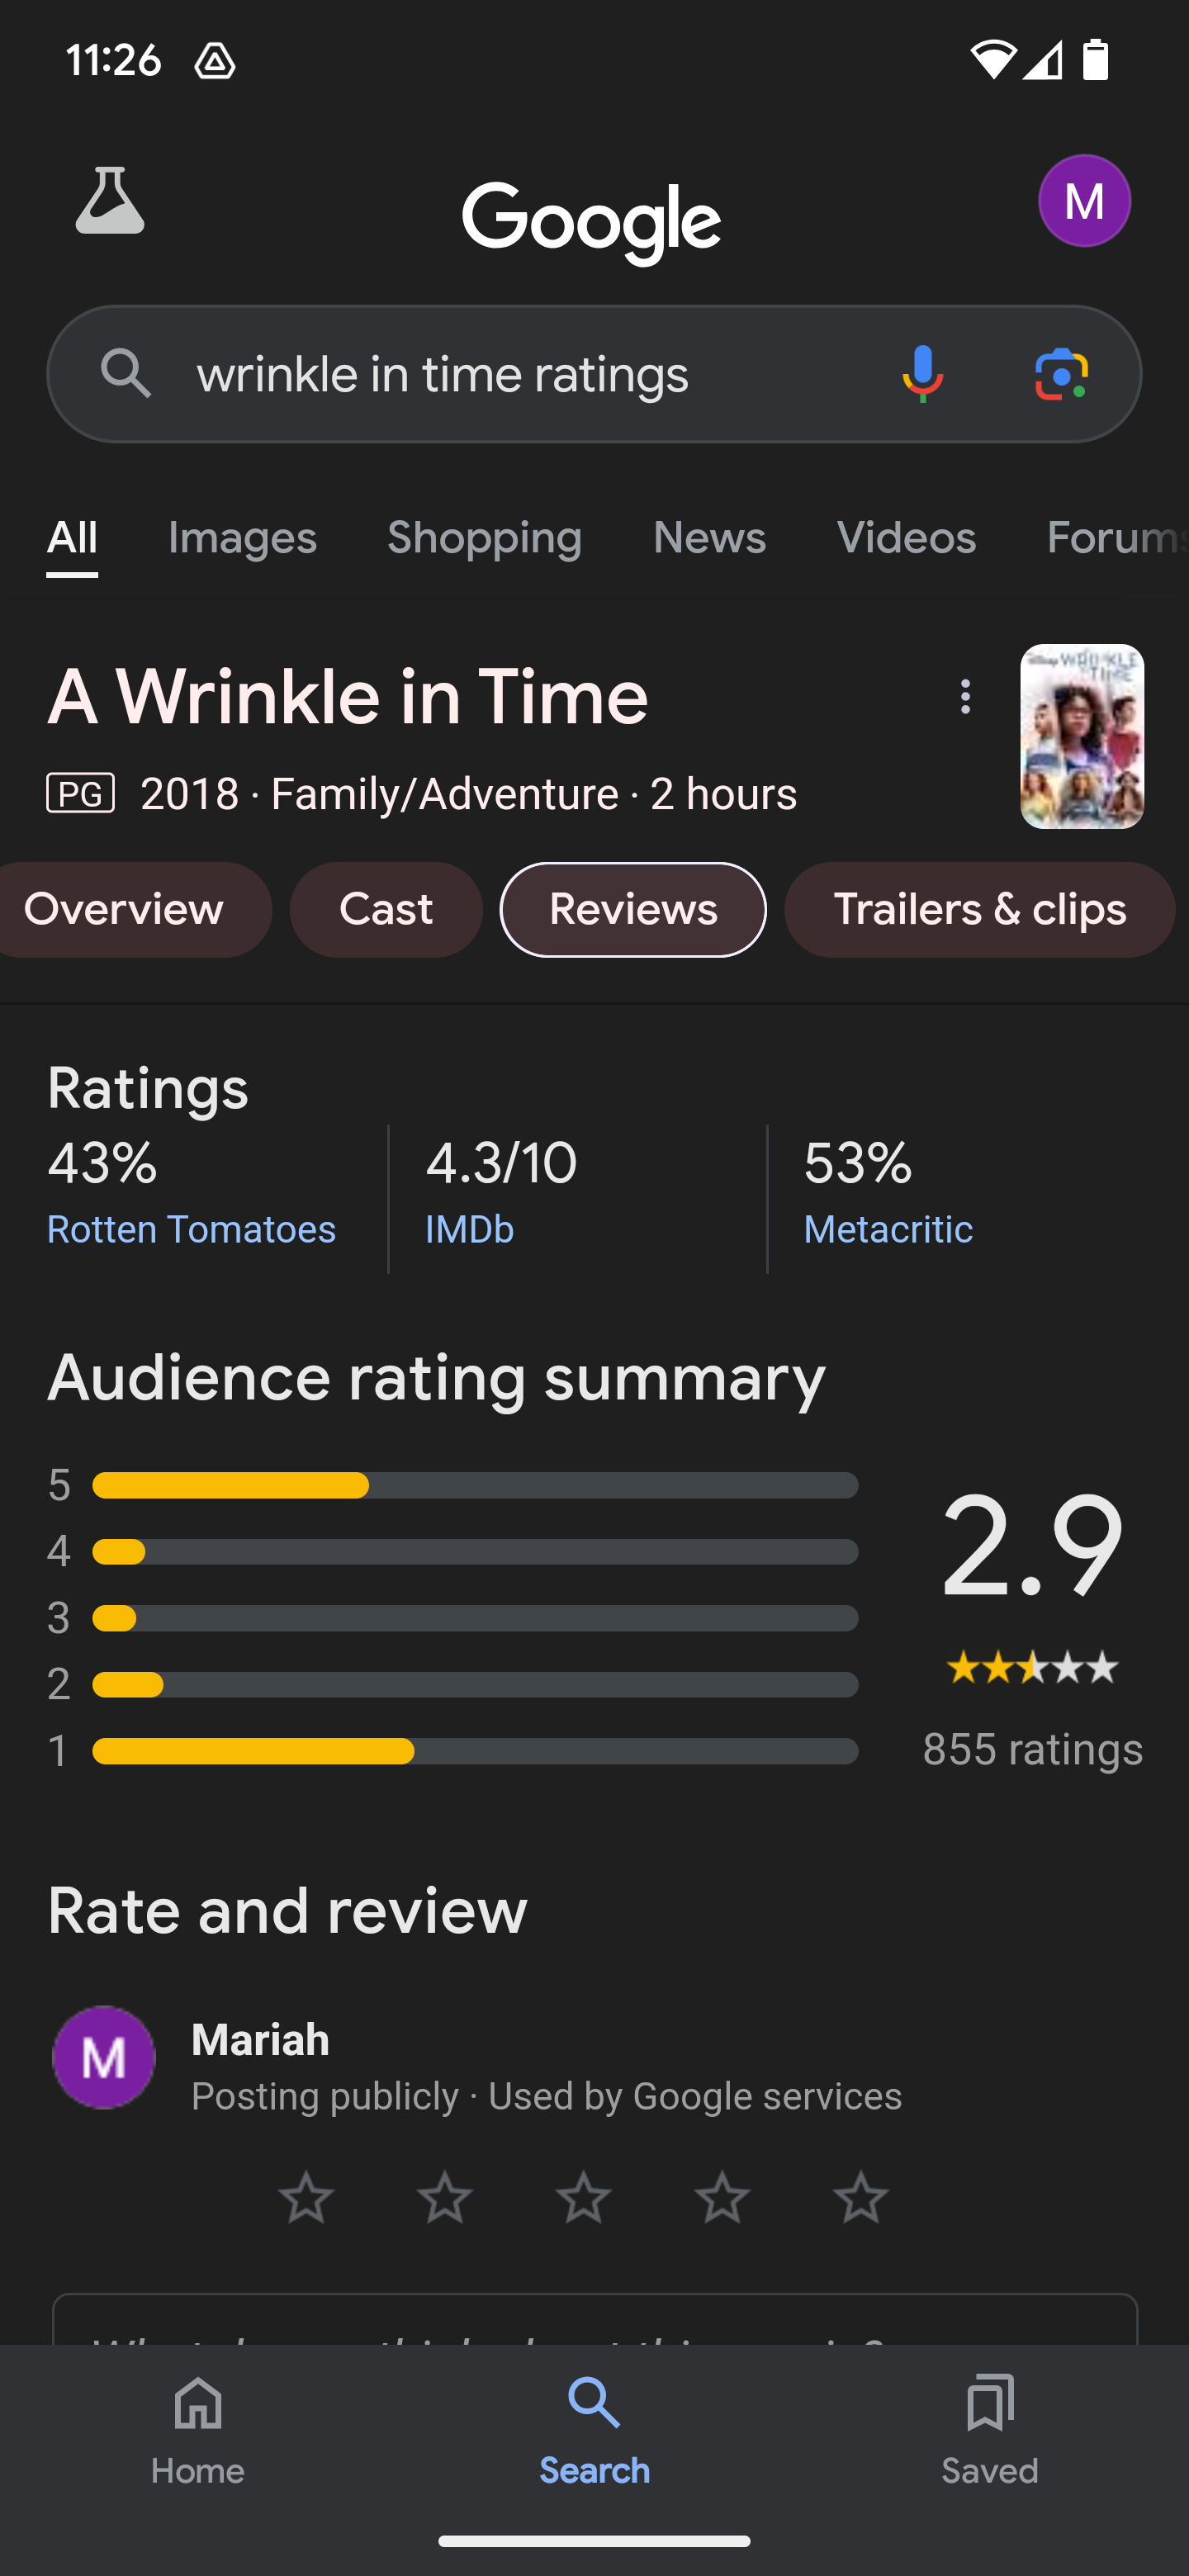 11:26
Google
M
wrinkle in time ratings
All Images Shopping News Videos Forums
A Wrinkle in Time
PG 2018 · Family/Adventure · 2 hours
Overview Cast Reviews Trailers & clips
Ratings
43% 4.3/10 53%
Rotten Tomatoes IMDb Metacritic
Audience rating summary
5
4
3
2
1
2.9
855 ratings
Rate and review
M
Mariah
Posting publicly · Used by Google services
Home Search Saved